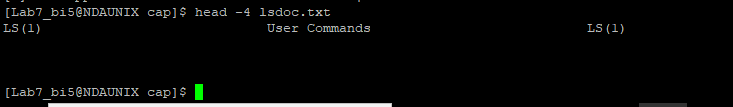 [Lab7_bi5@NDAUNIX cap]$ head -4 lsdoc.txt
LS(1)                            User Commands                           LS(1)
[Lab7_bi5@NDAUNIX cap]$